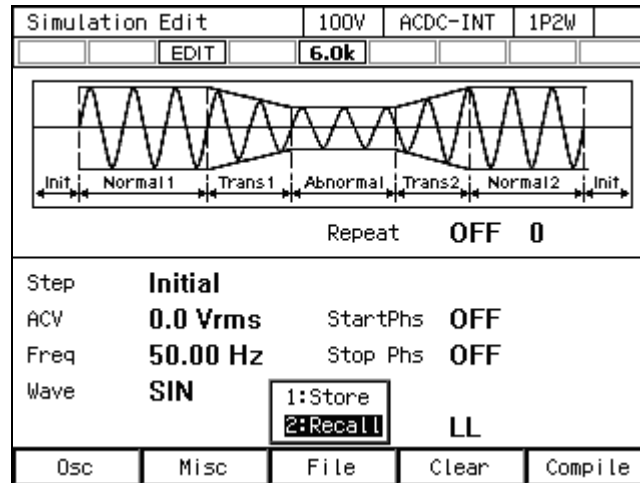 Simulation Edit 100V ACDC-INT 1P2W
EDIT 6.0k
Init Normal1 Trans1 Abnormal Trans2 Normal2 Init
Repeat OFF 0
Step Initial
ACV 0.0 Vrms StartPhs OFF
Freq 50.00 Hz Stop Phs OFF
Wave SIN
1:Store
2:Recall LL
Osc Misc File Clear Compile